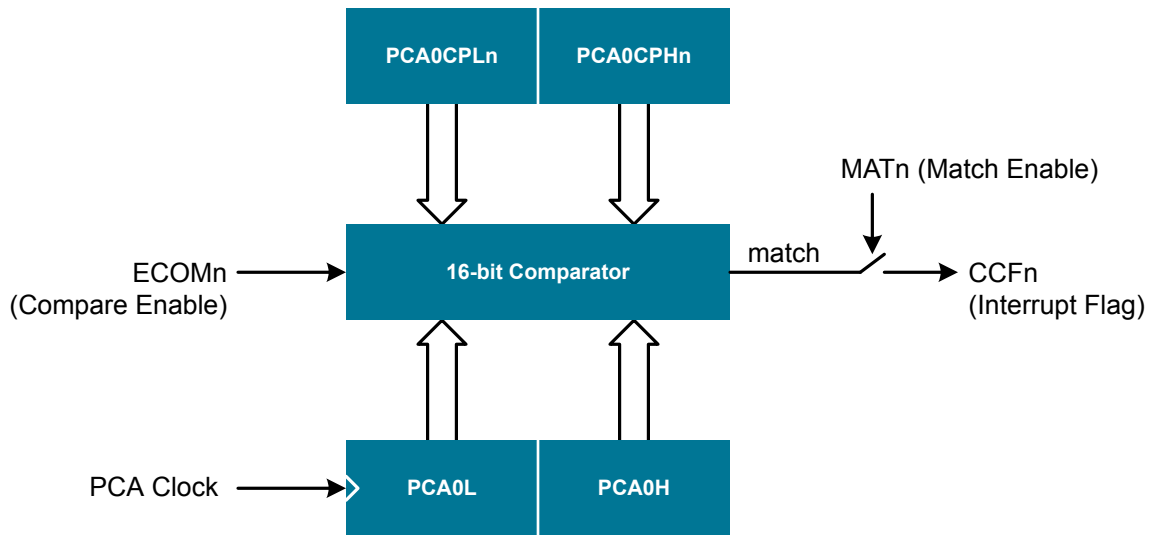 PCA0CPLn
PCA0CPHn
MATn (Match Enable)
ECOMn
(Compare Enable)
16-bit Comparator
match
CCFn
(Interrupt Flag)
PCA Clock
PCA0L
PCA0H